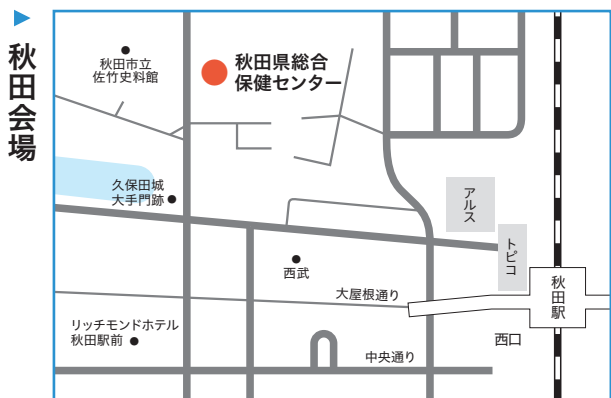 秋田会場
秋田市立
佐竹史料館
秋田県総合
保健センター
久保田城
大手門跡
アルス
トピコ
西武
大屋根通り
秋田駅
リッチモンドホテル
秋田駅前
西口
中央通り